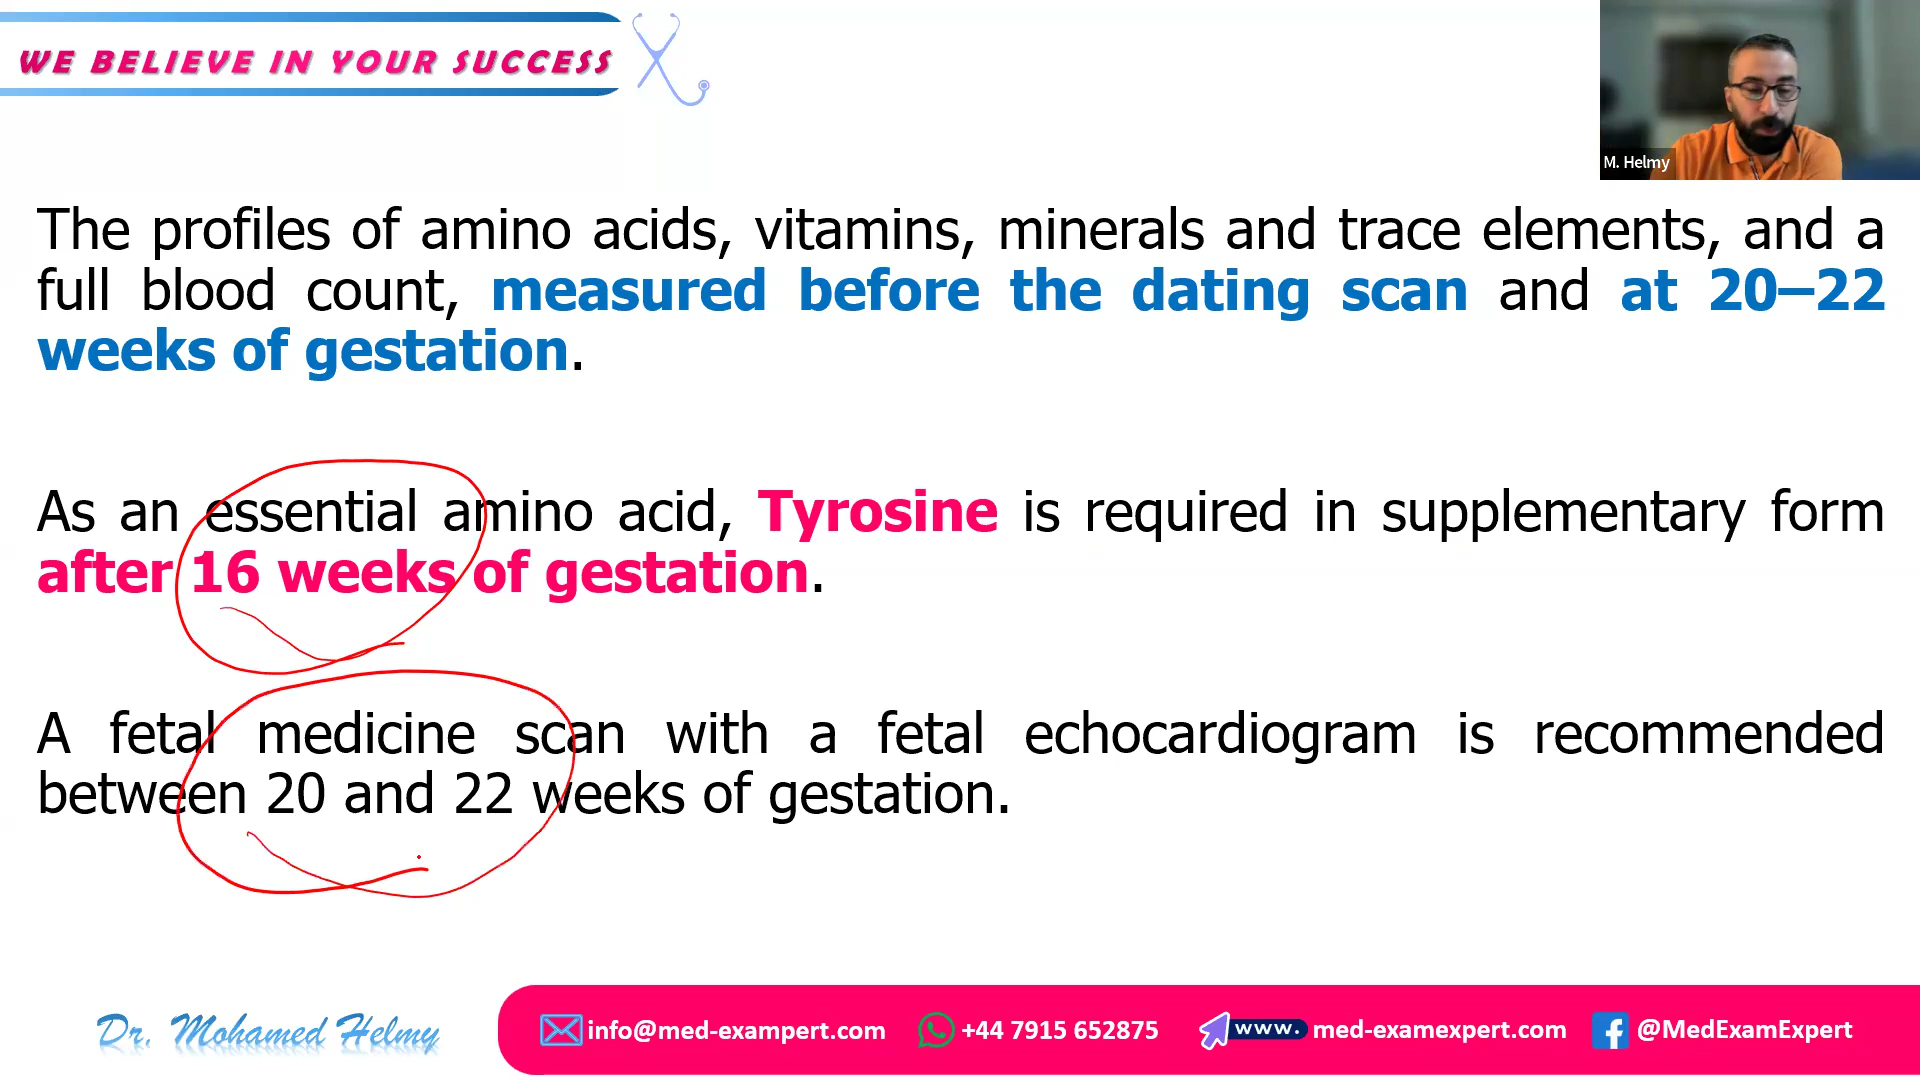 WE BELIEVE IN YOUR SUCCESS
M. Helmy
The profiles of amino acids, vitamins, minerals and trace elements, and a
full blood count, measured before the dating scan and at 20–22
weeks of gestation.
As an essential amino acid, Tyrosine is required in supplementary form
after 16 weeks of gestation.
A fetal medicine scan with a fetal echocardiogram is recommended
between 20 and 22 weeks of gestation.
Dr. Mohamed Helmy
info@med-exampert.com
+44 7915 652875
www. med-examexpert.com
@MedExamExpert